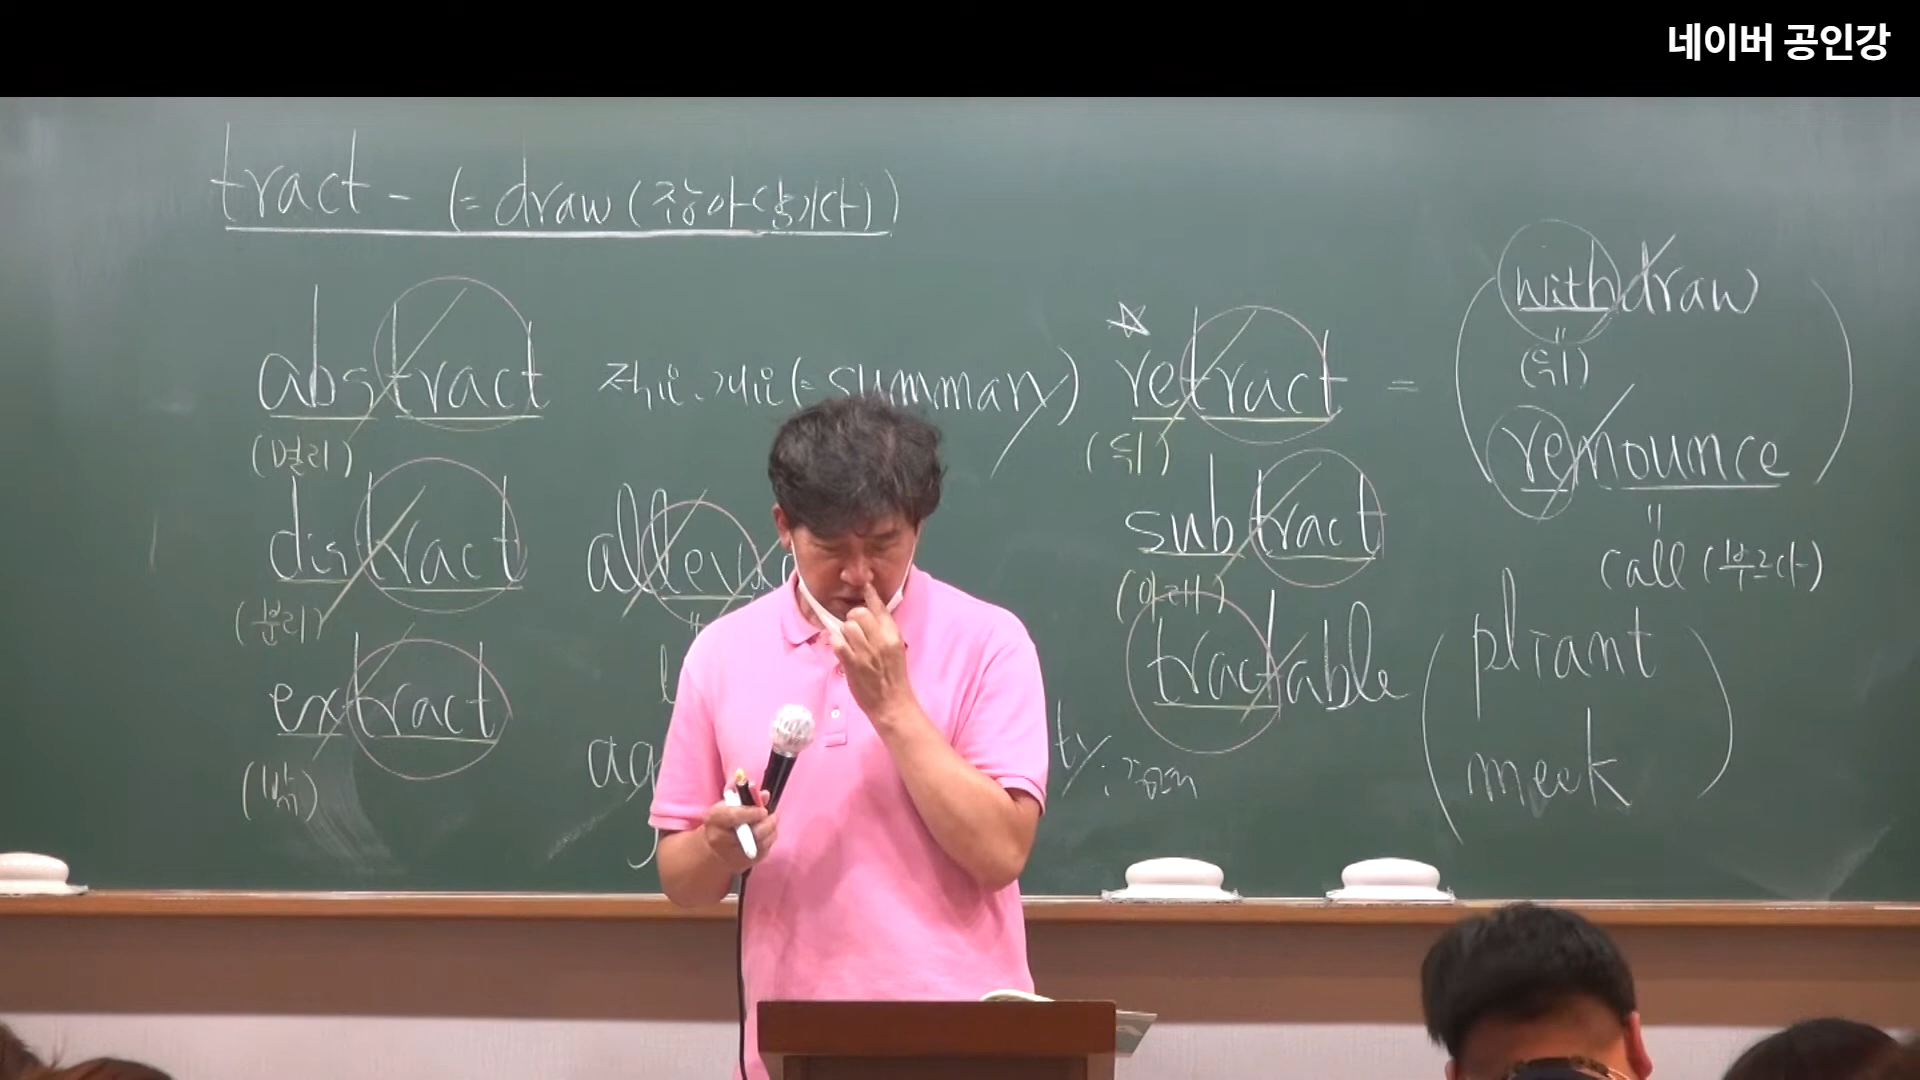 네이버 공인강
tract - (= draw (잡아당기다))
abstract 적요. 개요 (= summary)
(멀리)
distract
(분리)
extract
(밖)
retract = (withdraw
(뒤)
(뒤)
renounce)
call (부르다)
subtract
(아래)
tractable (pliant
meek)